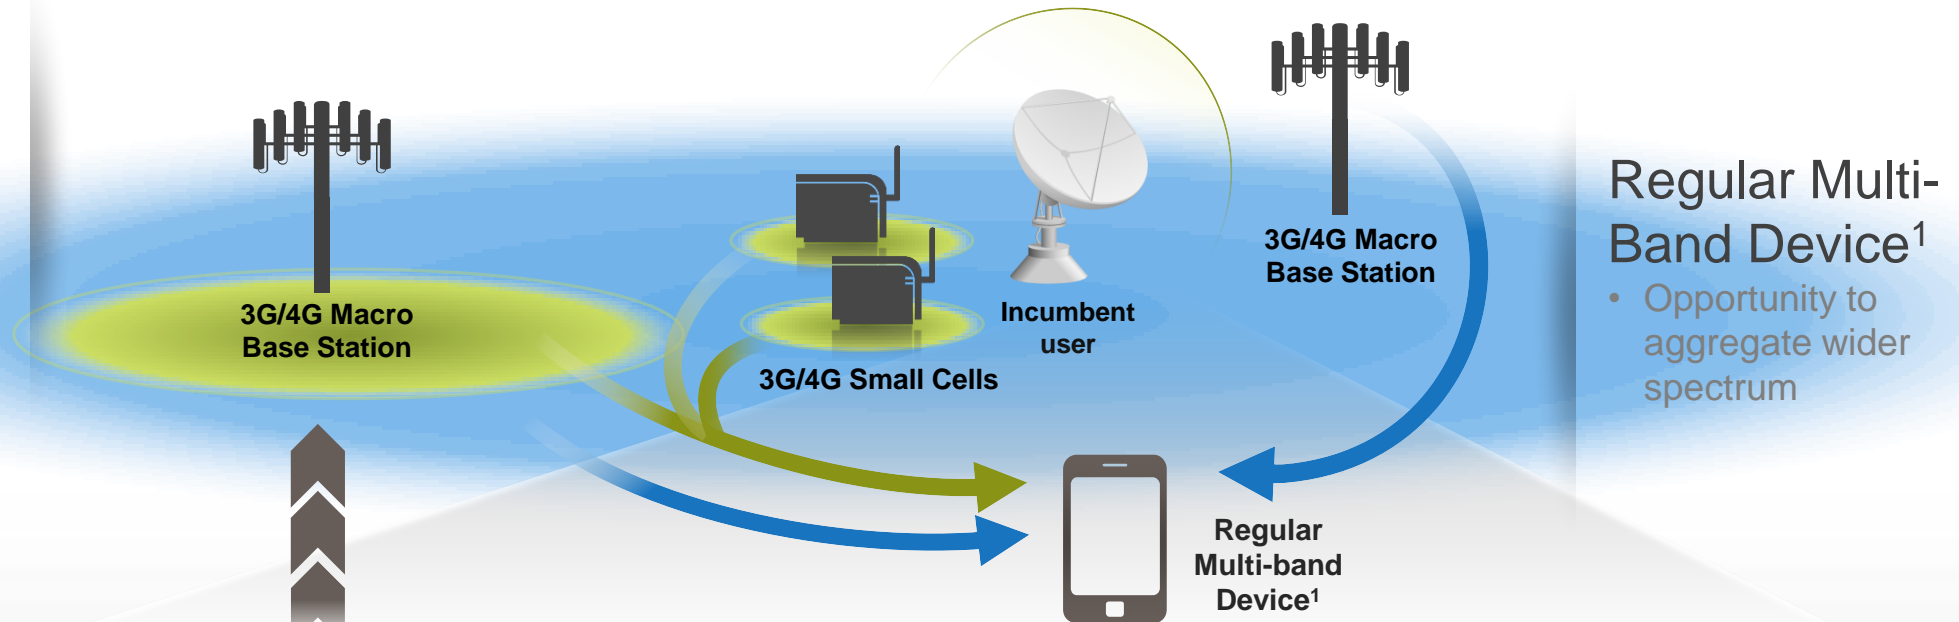 3G/4G Macro
Base Station
3G/4G Small Cells
Incumbent
user
3G/4G Macro
Base Station
Regular
Multi-band
Device¹
Regular Multi-
Band Device¹
• Opportunity to
aggregate wider
spectrum